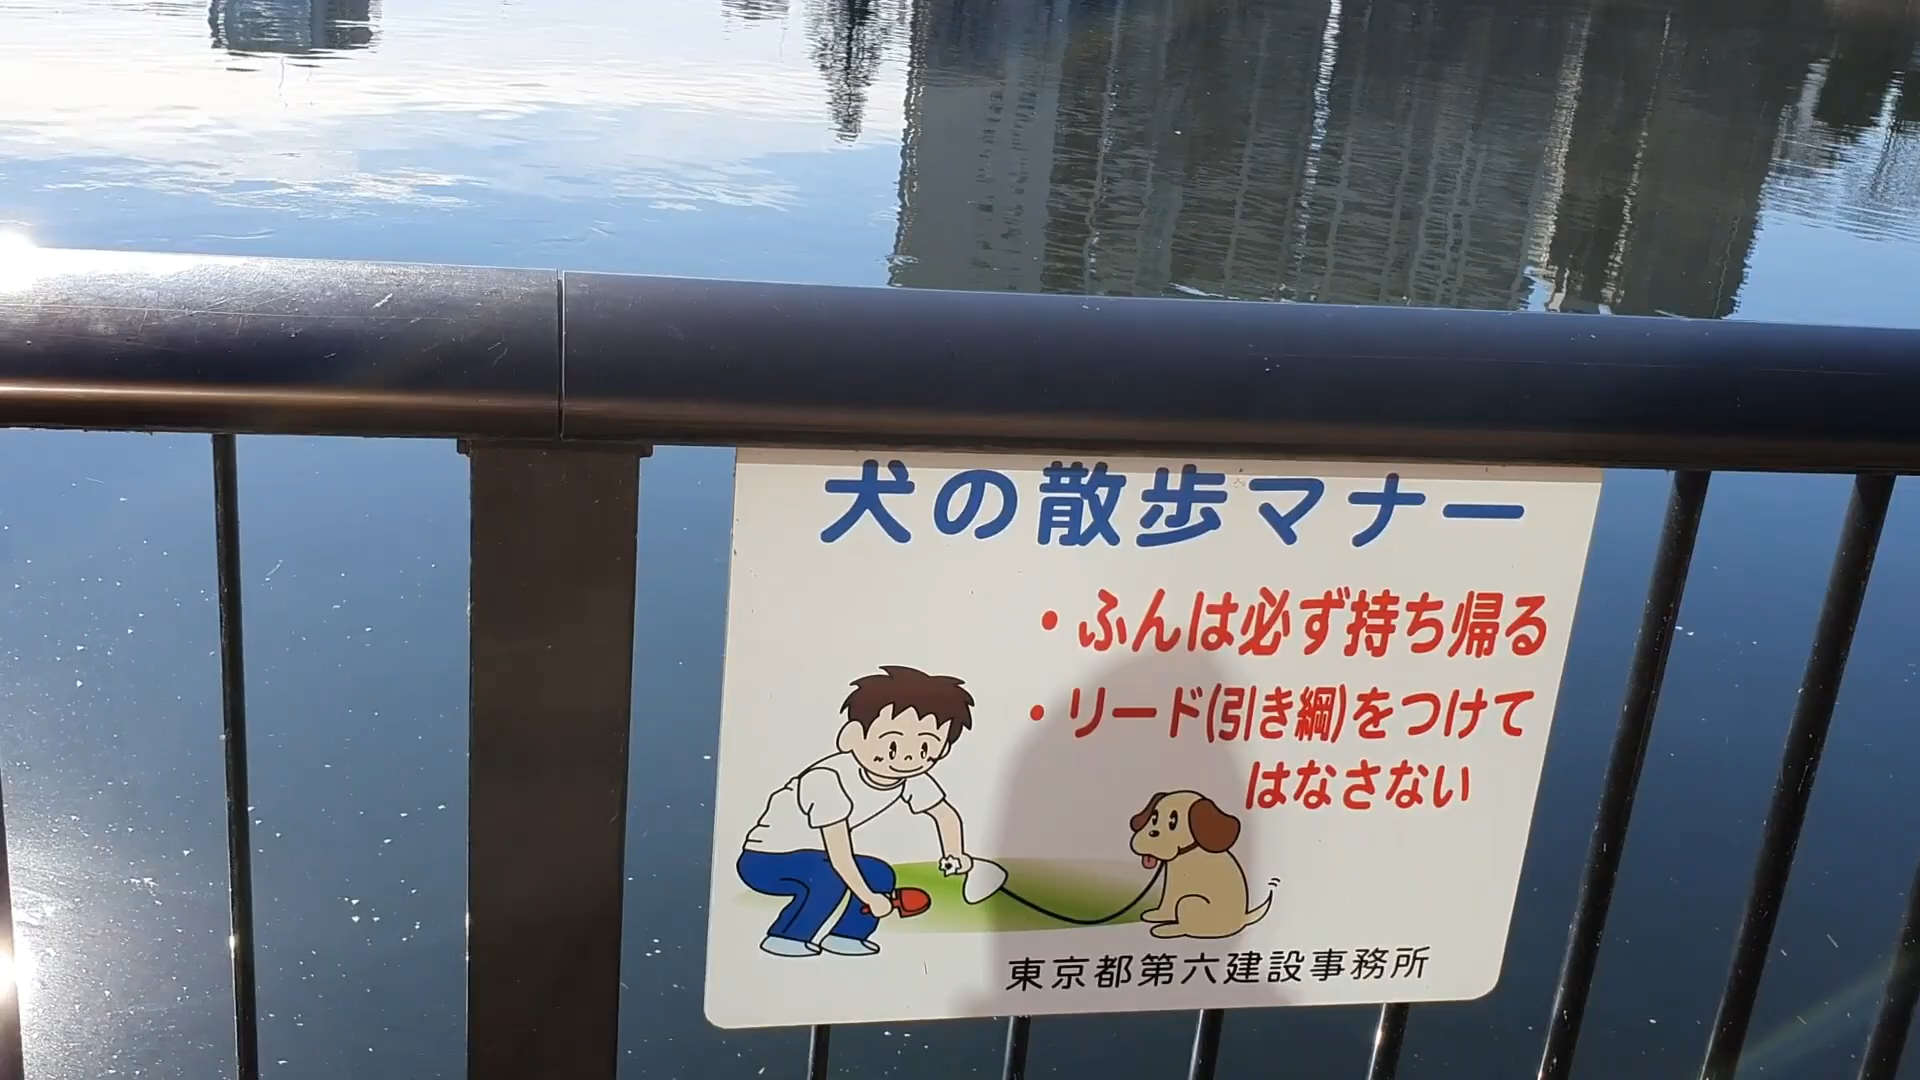 犬の散歩マナー
・ふんは必ず持ち帰る
・リード(引き綱)をつけて
はなさない
東京都第六建設事務所